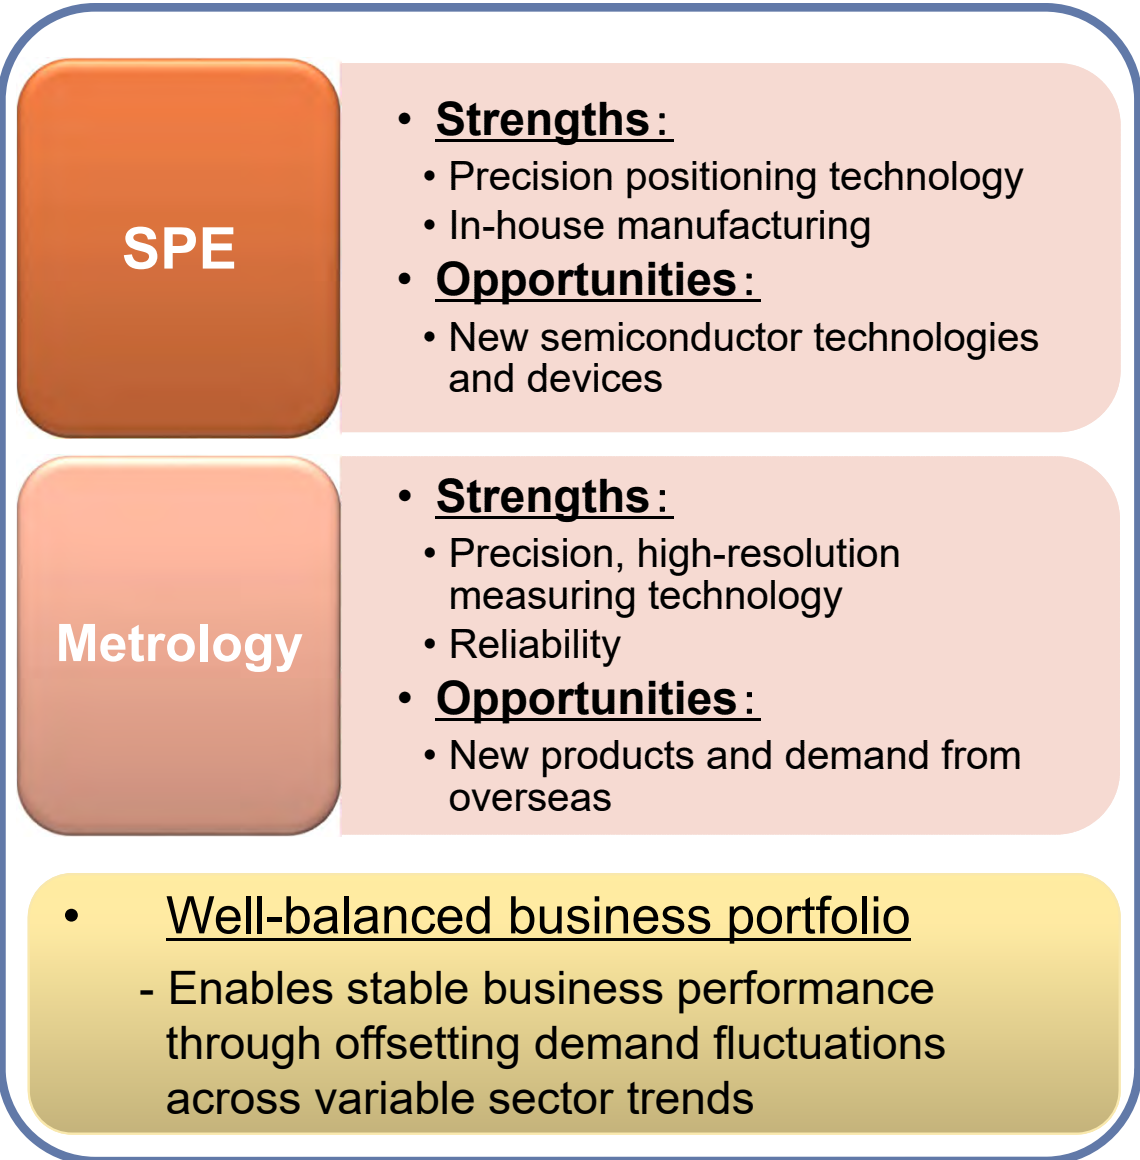 SPE
• Strengths:
• Precision positioning technology
• In-house manufacturing
• Opportunities:
• New semiconductor technologies
and devices
Metrology
• Strengths:
• Precision, high-resolution
measuring technology
• Reliability
• Opportunities:
• New products and demand from
overseas
• Well-balanced business portfolio
- Enables stable business performance
through offsetting demand fluctuations
across variable sector trends